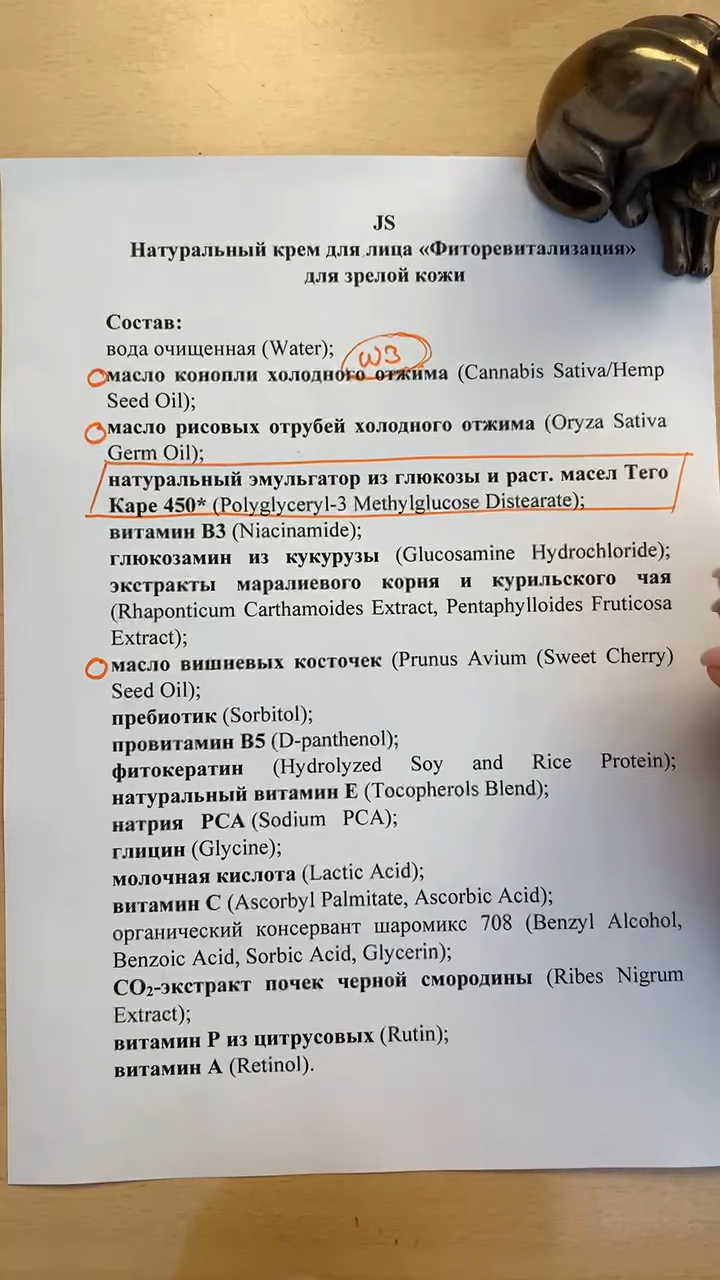 JS
Натуральный крем для лица «Фиторевитализация»
для зрелой кожи
Состав:
вода очищенная (Water);
ω3
масло конопли холодного отжима (Cannabis Sativa/Hemp
Seed Oil);
масло рисовых отрубей холодного отжима (Oryza Sativa
Germ Oil);
натуральный эмульгатор из глюкозы и раст. масел Тего
Каре 450* (Polyglyceryl-3 Methylglucose Distearate);
витамин В3 (Niacinamide);
глюкозамин из кукурузы (Glucosamine Hydrochloride);
экстракты маралиевого корня и курильского чая
(Rhaponticum Carthamoides Extract, Pentaphylloides Fruticosa
Extract);
масло вишневых косточек (Prunus Avium (Sweet Cherry)
Seed Oil);
пребиотик (Sorbitol);
провитамин В5 (D-panthenol);
фитокератин (Hydrolyzed Soy and Rice Protein);
натуральный витамин Е (Tocopherols Blend);
натрия PCA (Sodium PCA);
глицин (Glycine);
молочная кислота (Lactic Acid);
витамин С (Ascorbyl Palmitate, Ascorbic Acid);
органический консервант шаромикс 708 (Benzyl Alcohol,
Benzoic Acid, Sorbic Acid, Glycerin);
СО₂-экстракт почек черной смородины (Ribes Nigrum
Extract);
витамин Р из цитрусовых (Rutin);
витамин А (Retinol).